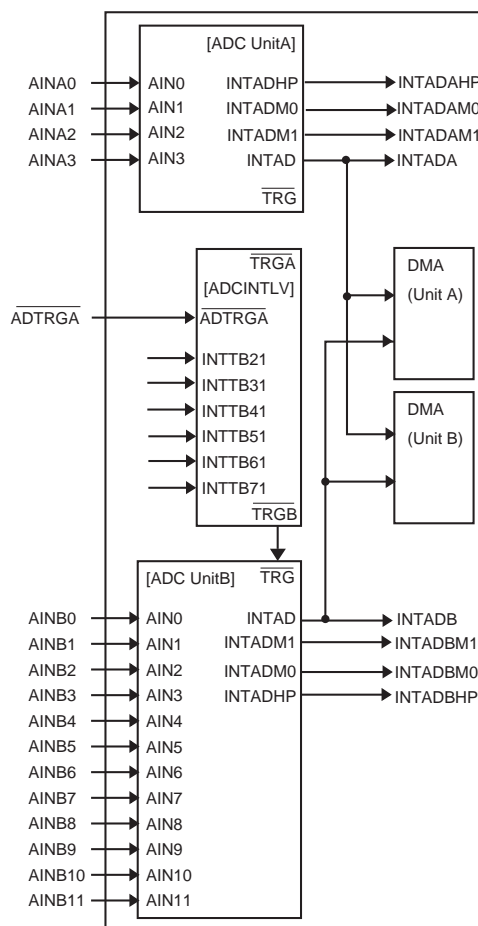 [ADC UnitA]
AINA0 AIN0 INTADHP INTADAHP
AINA1 AIN1 INTADM0 INTADAM0
AINA2 AIN2 INTADM1 INTADAM1
AINA3 AIN3 INTAD INTADA
TRG
TRGA
[ADCINTLV]
ADTRGA ADTRGA
INTTB21
INTTB31
INTTB41
INTTB51
INTTB61
INTTB71
TRGB
DMA
(Unit A)
DMA
(Unit B)
[ADC UnitB] TRG
AINB0 AIN0 INTAD INTADB
AINB1 AIN1 INTADM1 INTADBM1
AINB2 AIN2 INTADM0 INTADBM0
AINB3 AIN3 INTADHP INTADBHP
AINB4 AIN4
AINB5 AIN5
AINB6 AIN6
AINB7 AIN7
AINB8 AIN8
AINB9 AIN9
AINB10 AIN10
AINB11 AIN11